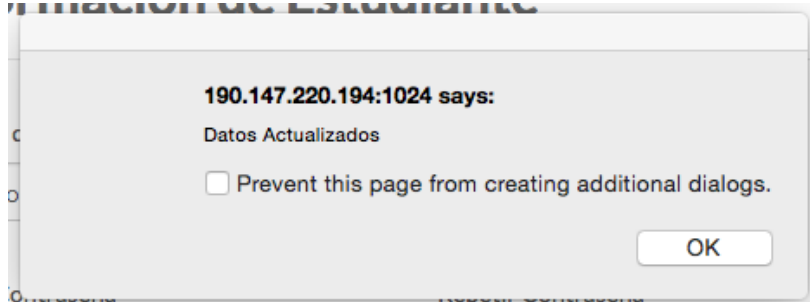 190.147.220.194:1024 says:
Datos Actualizados
Prevent this page from creating additional dialogs.
OK